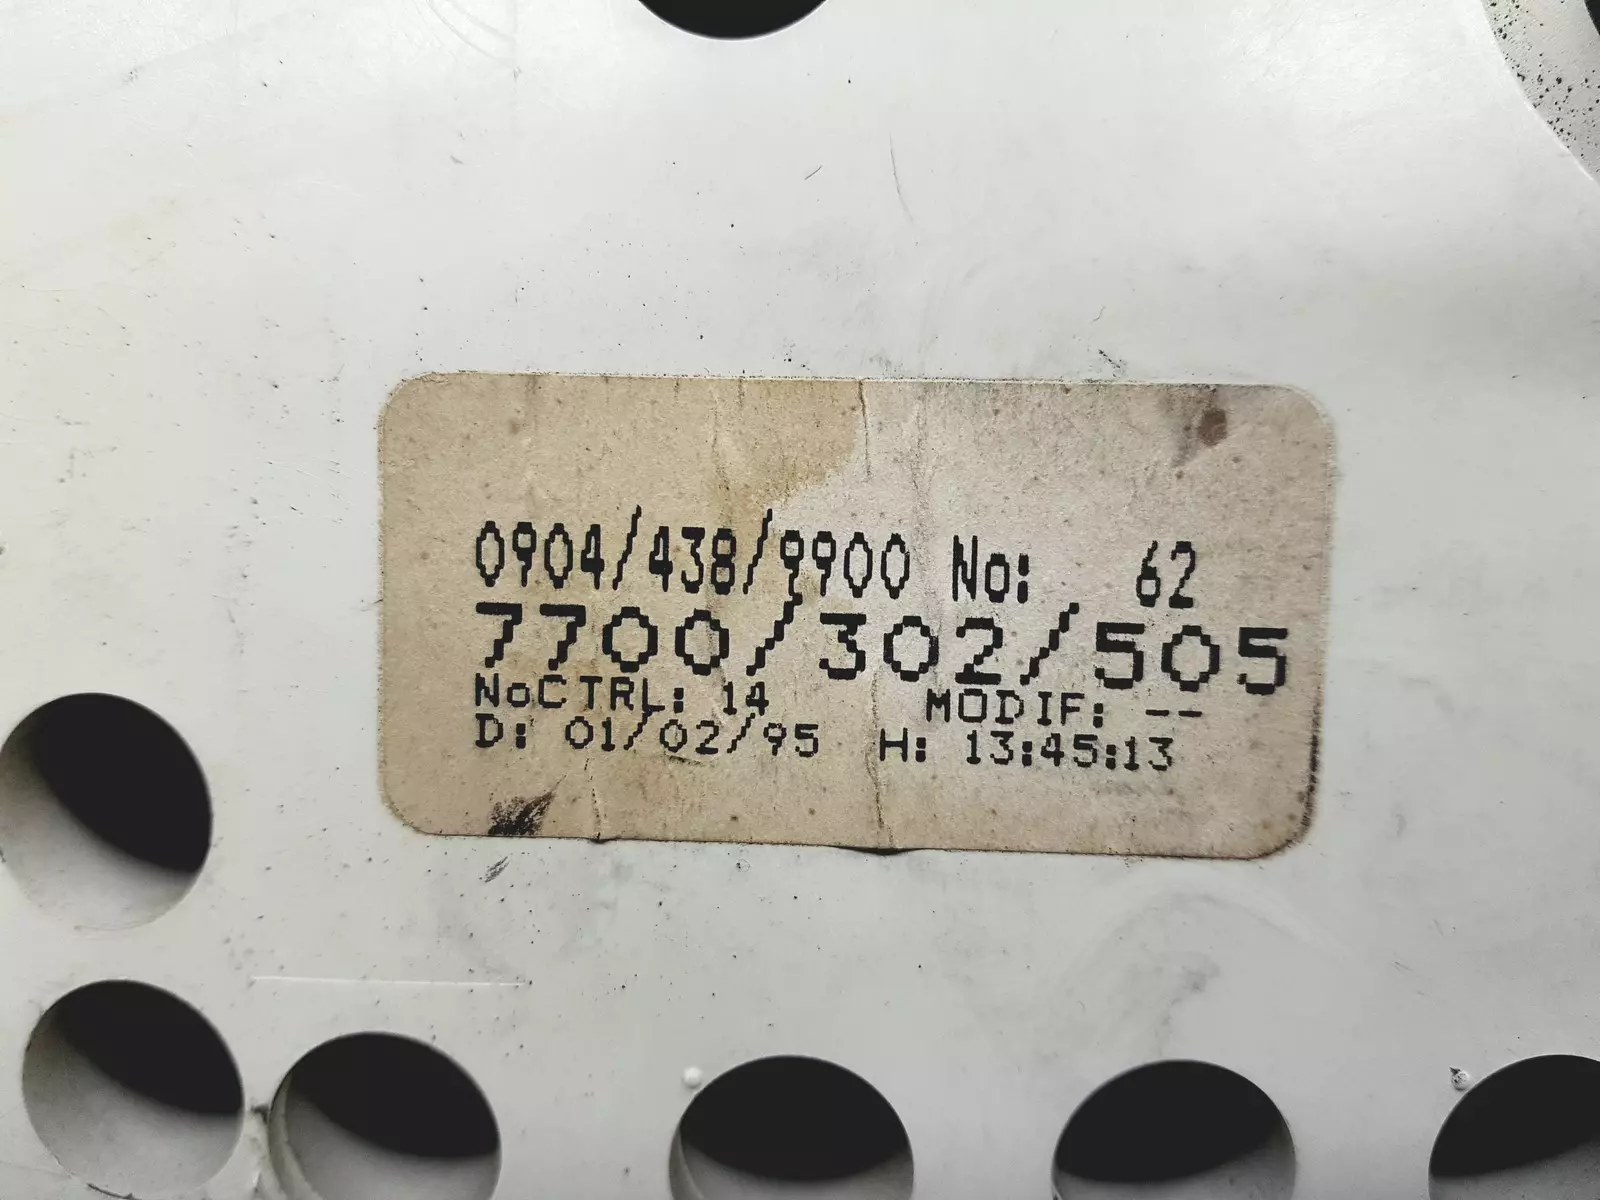 0904/438/9900 No: 62
7700/302/505
NoCTRL: 14 MODIF: --
D: 01/02/95 H: 13:45:13